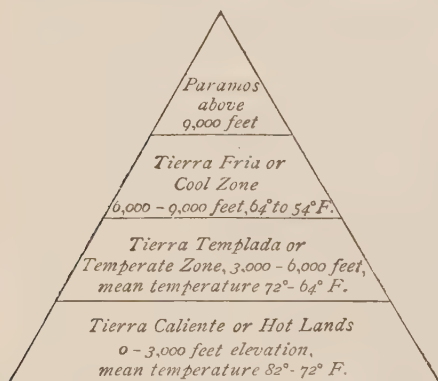 Paramos
above
9,000 feet
Tierra Fria or
Cool Zone
6,000 - 9,000 feet, 64° to 54° F.
Tierra Templada or
Temperate Zone, 3,000 - 6,000 feet,
mean temperature 72° - 64° F.
Tierra Caliente or Hot Lands
0 - 3,000 feet elevation,
mean temperature 82° - 72° F.